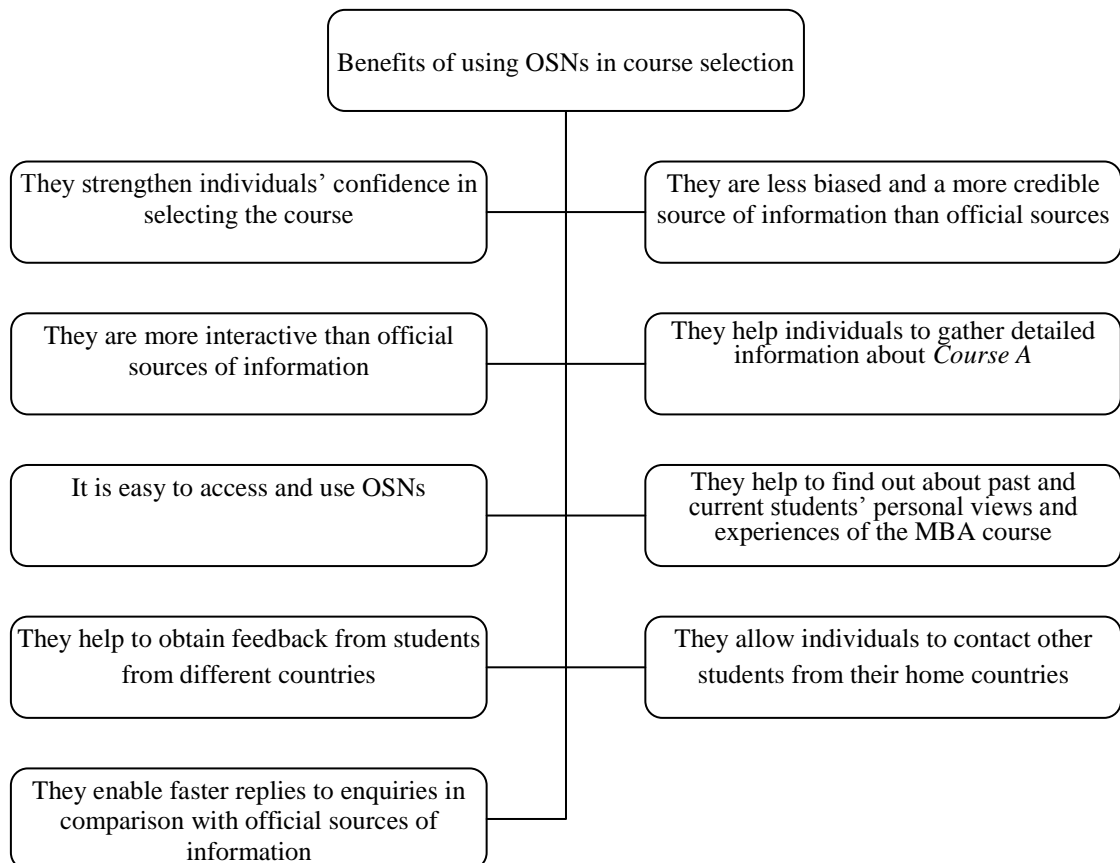 Benefits of using OSNs in course selection
They strengthen individuals’ confidence in
selecting the course
They are less biased and a more credible
source of information than official sources
They are more interactive than official
sources of information
They help individuals to gather detailed
information about Course A
It is easy to access and use OSNs
They help to find out about past and
current students’ personal views and
experiences of the MBA course
They help to obtain feedback from students
from different countries
They allow individuals to contact other
students from their home countries
They enable faster replies to enquiries in
comparison with official sources of
information